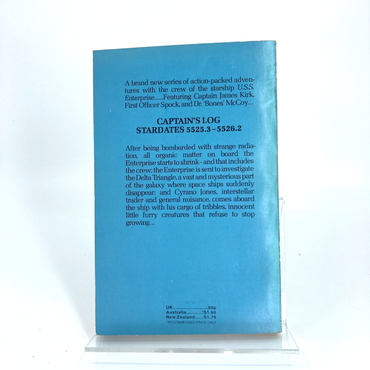 A brand new series of action-packed adven-
tures with the crew of the starship U.S.S.
Enterprise....Featuring Captain James Kirk,
First Officer Spock, and Dr. 'Bones' McCoy...
CAPTAIN'S LOG
STARDATES 5525.3–5526.2
After being bombarded with strange radia-
tion, all organic matter on board the
Enterprise starts to shrink–and that includes
the crew; the Enterprise is sent to investigate
the Delta Triangle, a vast and mysterious part
of the galaxy where space ships suddenly
disappear; and Cyrano Jones, interstellar
trader and general nuisance, comes aboard
the ship with his cargo of tribbles, innocent
little furry creatures that refuse to stop
growing...
UK
Australia
New Zealand